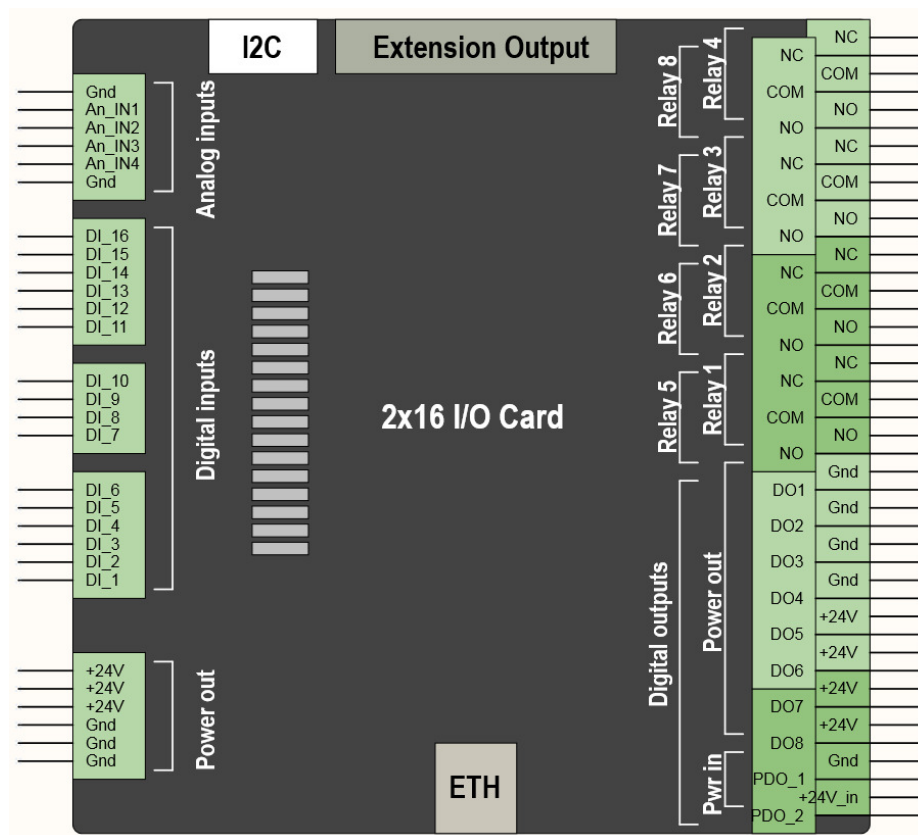 I2C
Extension Output
Gnd
An_IN1
An_IN2
An_IN3
An_IN4
Gnd
Analog inputs
DI_16
DI_15
DI_14
DI_13
DI_12
DI_11
DI_10
DI_9
DI_8
DI_7
DI_6
DI_5
DI_4
DI_3
DI_2
DI_1
Digital inputs
+24V
+24V
+24V
Gnd
Gnd
Gnd
Power out
2x16 I/O Card
ETH
Relay 8
Relay 7
Relay 6
Relay 5
Digital outputs
Relay 4
Relay 3
Relay 2
Relay 1
Power out
Pwr in
NC
COM
NO
NC
COM
NO
NC
COM
NO
NC
COM
NO
DO1
DO2
DO3
DO4
DO5
DO6
DO7
DO8
PDO_1
PDO_2
NC
COM
NO
NC
COM
NO
NC
COM
NO
NC
COM
NO
Gnd
Gnd
Gnd
Gnd
+24V
+24V
+24V
+24V
Gnd
+24V_in